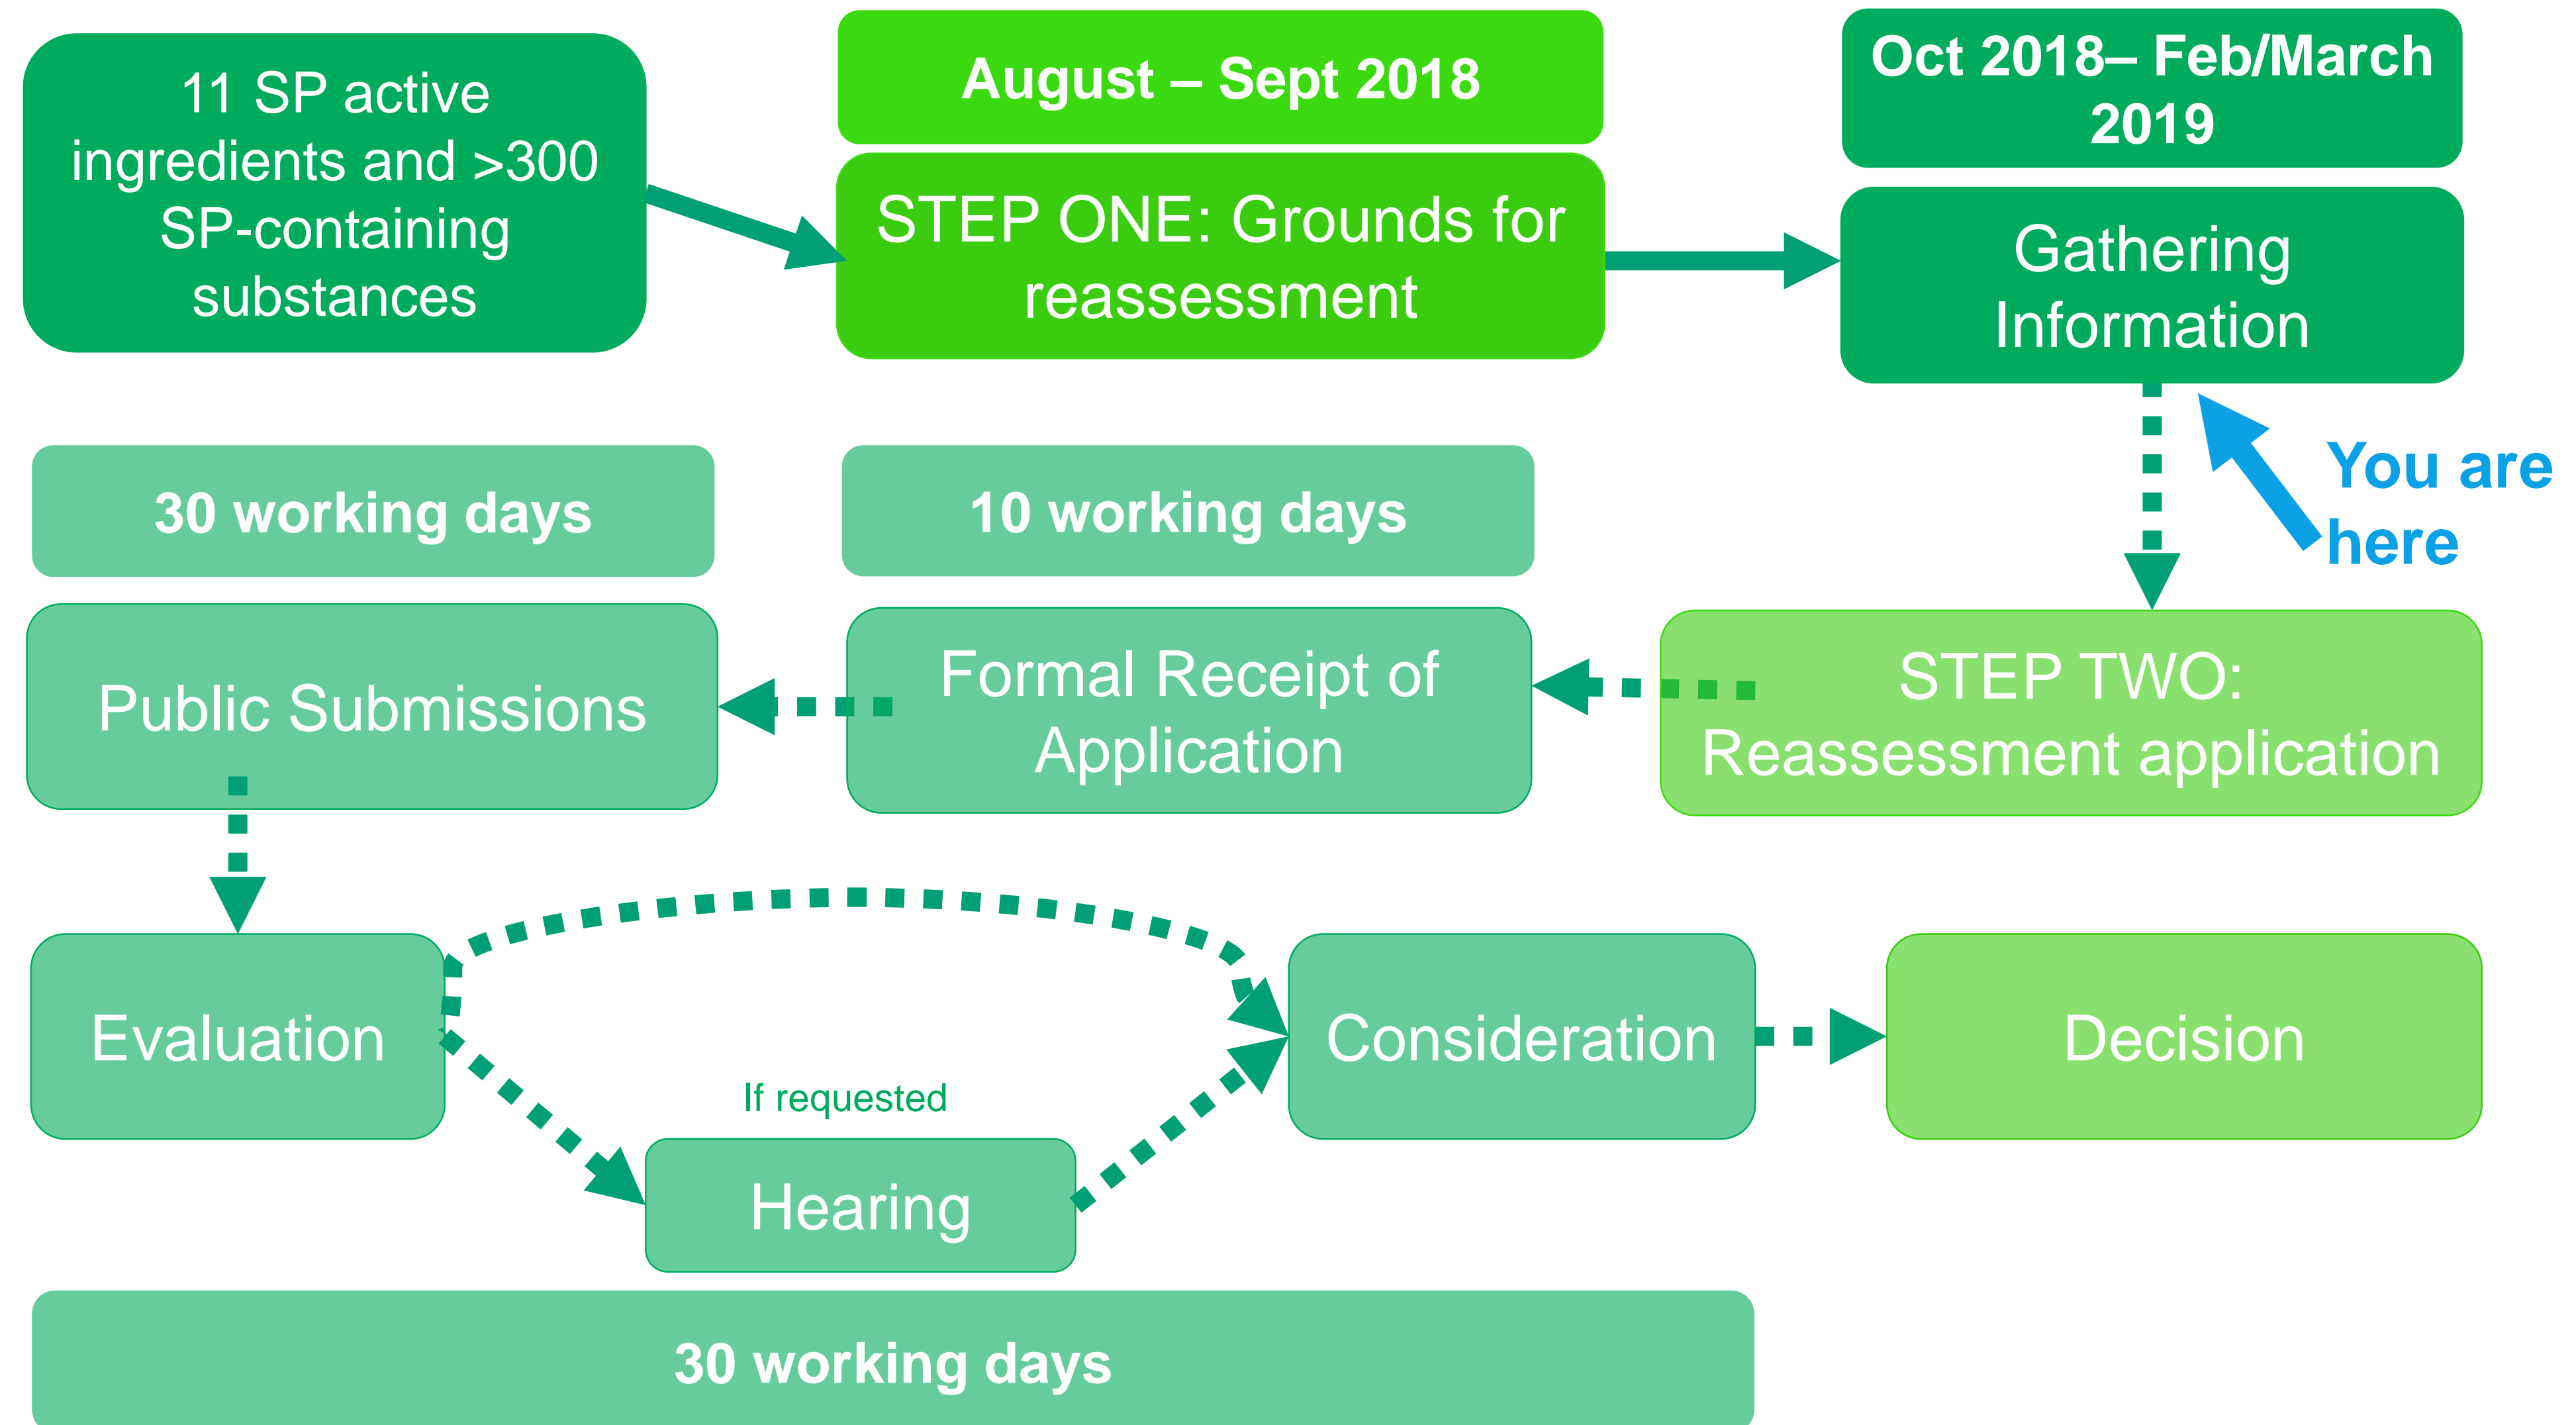 11 SP active
ingredients and >300
SP-containing
substances
August – Sept 2018
STEP ONE: Grounds for
reassessment
Oct 2018– Feb/March
2019
Gathering
Information
You are
here
30 working days
10 working days
Public Submissions
Formal Receipt of
Application
STEP TWO:
Reassessment application
Evaluation
If requested
Hearing
Consideration
Decision
30 working days